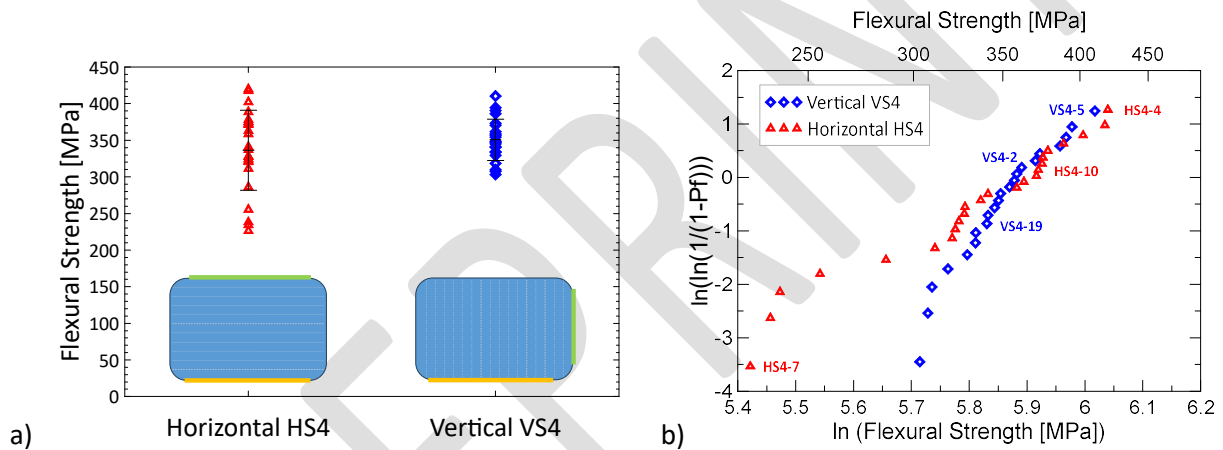 Flexural Strength [MPa]
450
400
350
300
250
200
150
100
50
0
Horizontal HS4
Vertical VS4
a)
Flexural Strength [MPa]
250
300
350
400
450
ln(ln(1/(1-Pf)))
2
1
0
-1
-2
-3
-4
Vertical VS4
Horizontal HS4
VS4-5
HS4-4
VS4-2
HS4-10
VS4-19
HS4-7
5.4
5.5
5.6
5.7
5.8
5.9
6
6.1
6.2
ln (Flexural Strength [MPa])
b)